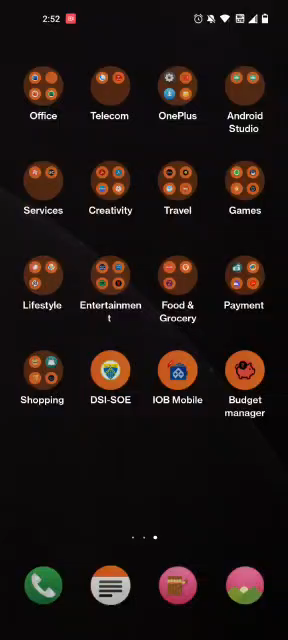 2:52
Office Telecom OnePlus Android
Studio
Services Creativity Travel Games
Lifestyle Entertainmen Food & Payment
t Grocery
Shopping DSI-SOE IOB Mobile Budget
manager